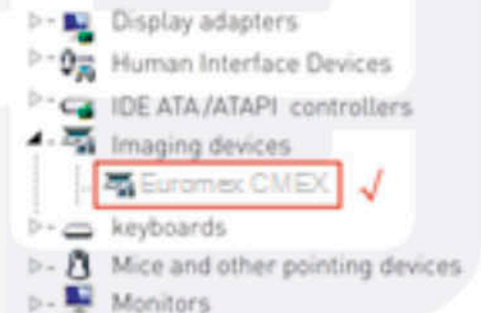 Display adapters
Human Interface Devices
IDE ATA/ATAPI controllers
Imaging devices
Euromex CMEX
keyboards
Mice and other pointing devices
Monitors